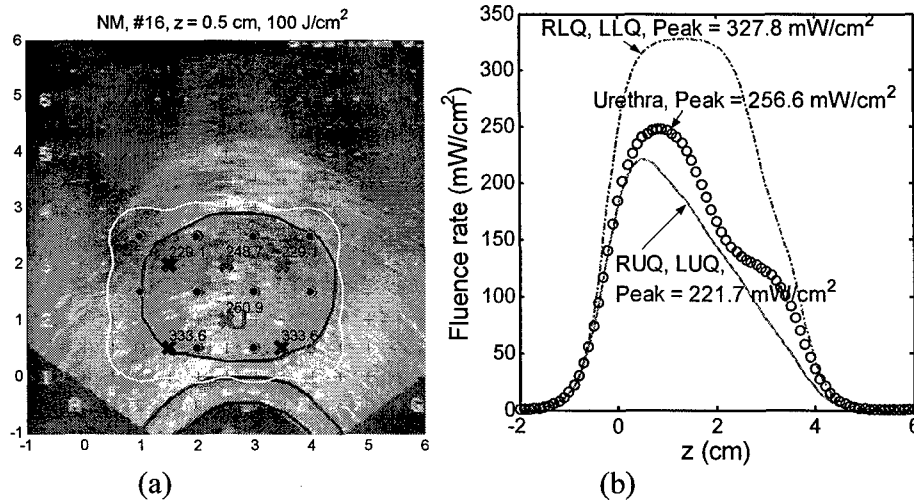 NM, #16, z = 0.5 cm, 100 J/cm²
6
5
4
3
2
1
0
-1
-1 0 1 2 3 4 5 6
229.1 248.7 229.1
260.9
333.6 333.6
(a)
350
300
250
200
150
100
50
0
-2 0 2 4 6
Fluence rate (mW/cm²)
z (cm)
RLQ, LLQ, Peak = 327.8 mW/cm²
Urethra, Peak = 256.6 mW/cm²
RUQ, LUQ,
Peak = 221.7 mW/cm²
(b)